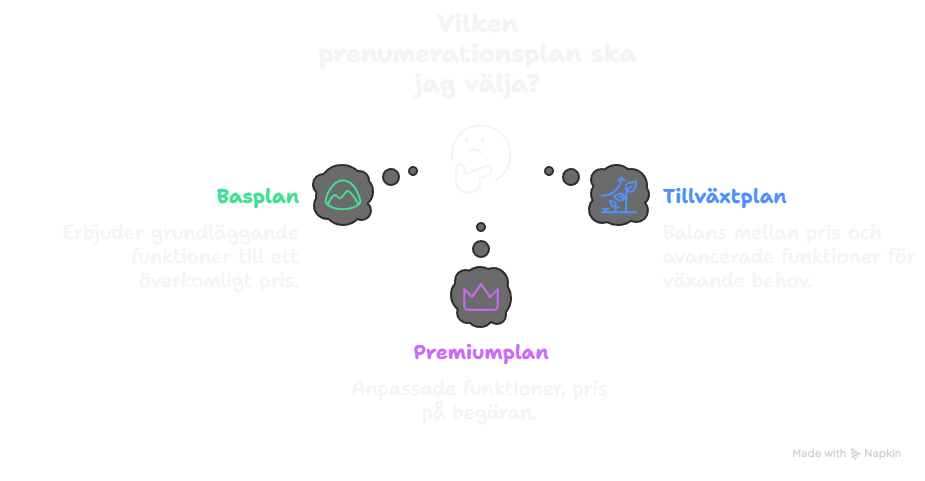 Vilken
prenumerationsplan ska
jag välja?
Basplan
Erbjuder grundläggande
funktioner till ett
överkomligt pris.
Tillväxtplan
Balans mellan pris och
avancerade funktioner för
växande behov.
Premiumplan
Anpassade funktioner, pris
på begäran.
Made with Napkin